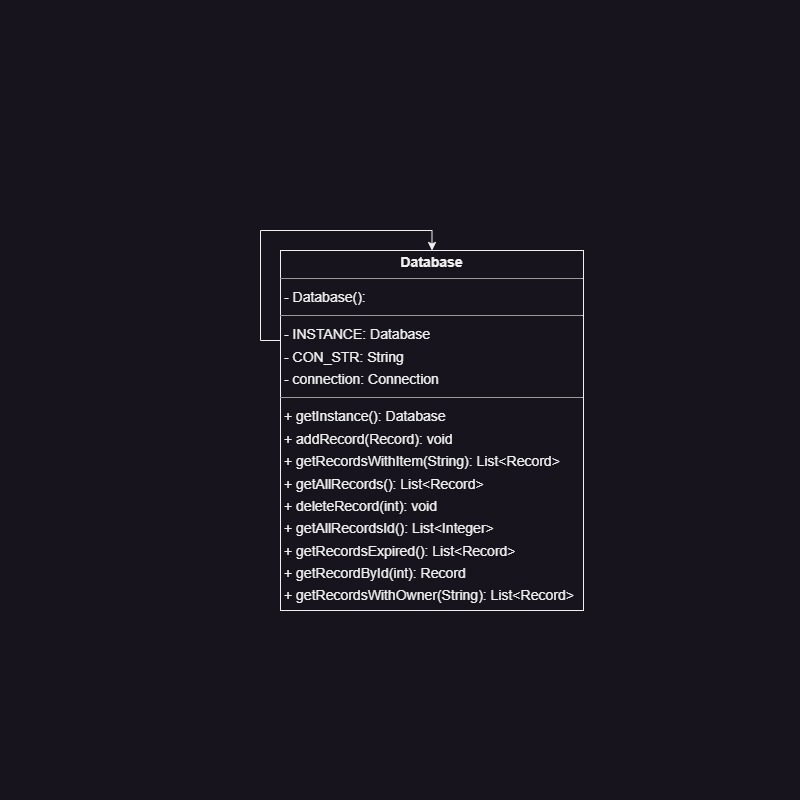 Database
- Database():
- INSTANCE: Database
- CON_STR: String
- connection: Connection
+ getInstance(): Database
+ addRecord(Record): void
+ getRecordsWithItem(String): List<Record>
+ getAllRecords(): List<Record>
+ deleteRecord(int): void
+ getAllRecordsId(): List<Integer>
+ getRecordsExpired(): List<Record>
+ getRecordById(int): Record
+ getRecordsWithOwner(String): List<Record>